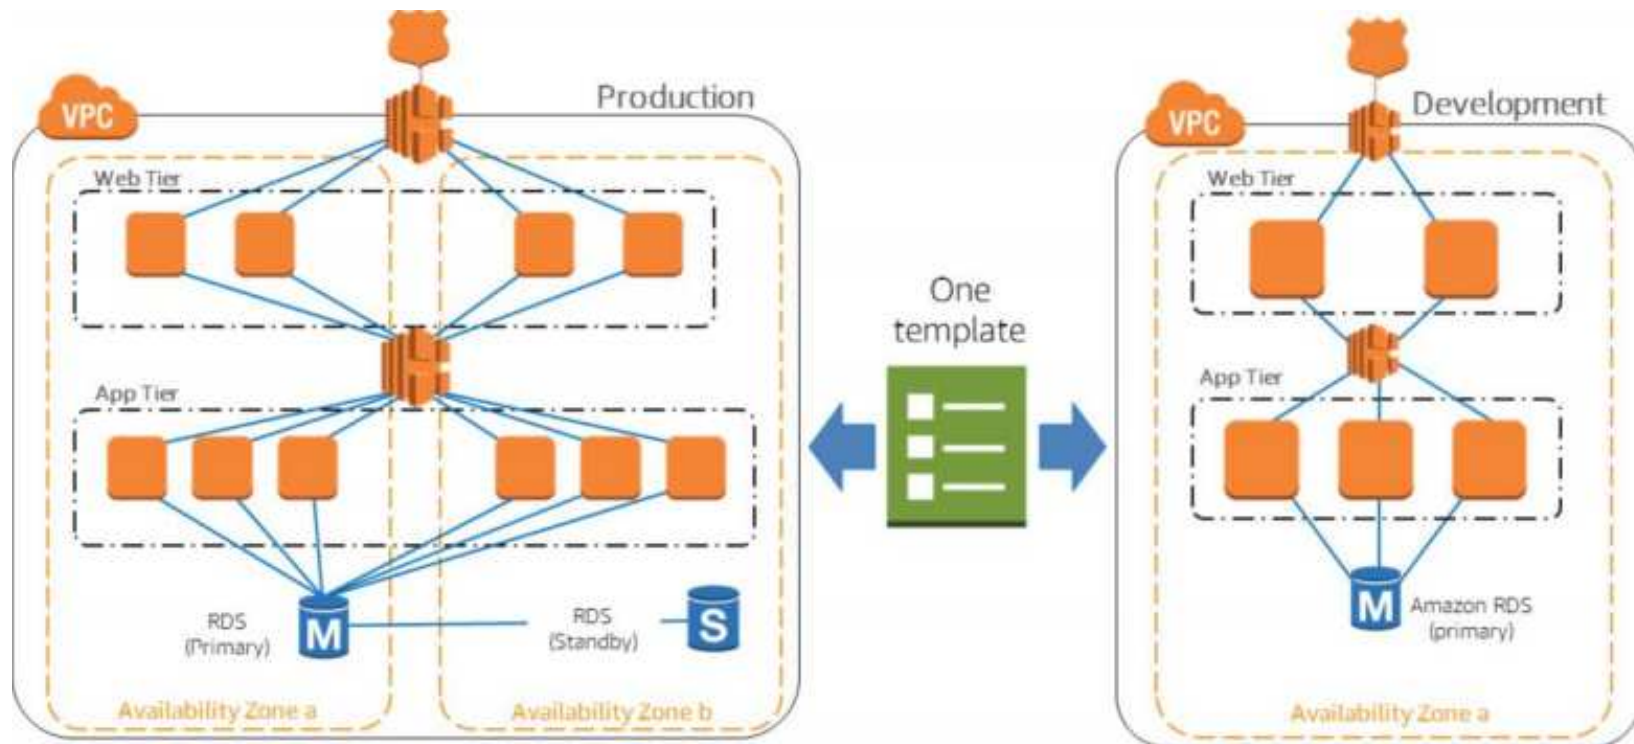 Production
VPC
Web Tier
App Tier
RDS
(Primary)
M
RDS
(Standby)
S
Availability Zone a
Availability Zone b
One
template
Development
VPC
Web Tier
App Tier
M
Amazon RDS
(primary)
Availability Zone a